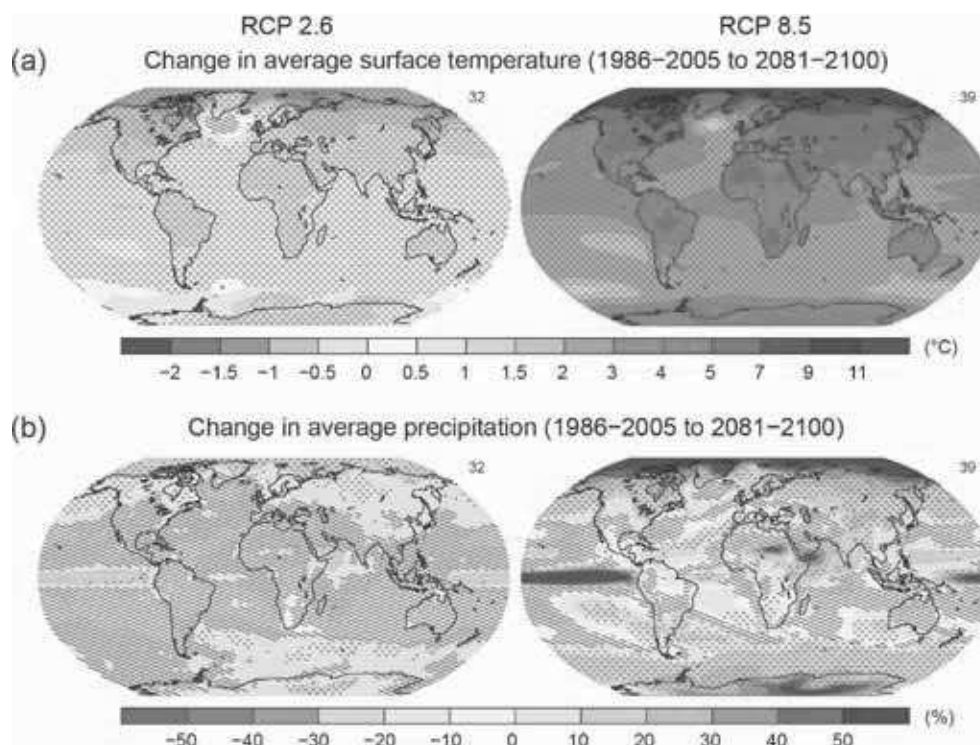 RCP 2.6 RCP 8.5
(a) Change in average surface temperature (1986−2005 to 2081−2100)
32 39
(°C)
−2 −1.5 −1 −0.5 0 0.5 1 1.5 2 3 4 5 7 9 11
(b) Change in average precipitation (1986−2005 to 2081−2100)
32 39
(%)
−50 −40 −30 −20 −10 0 10 20 30 40 50